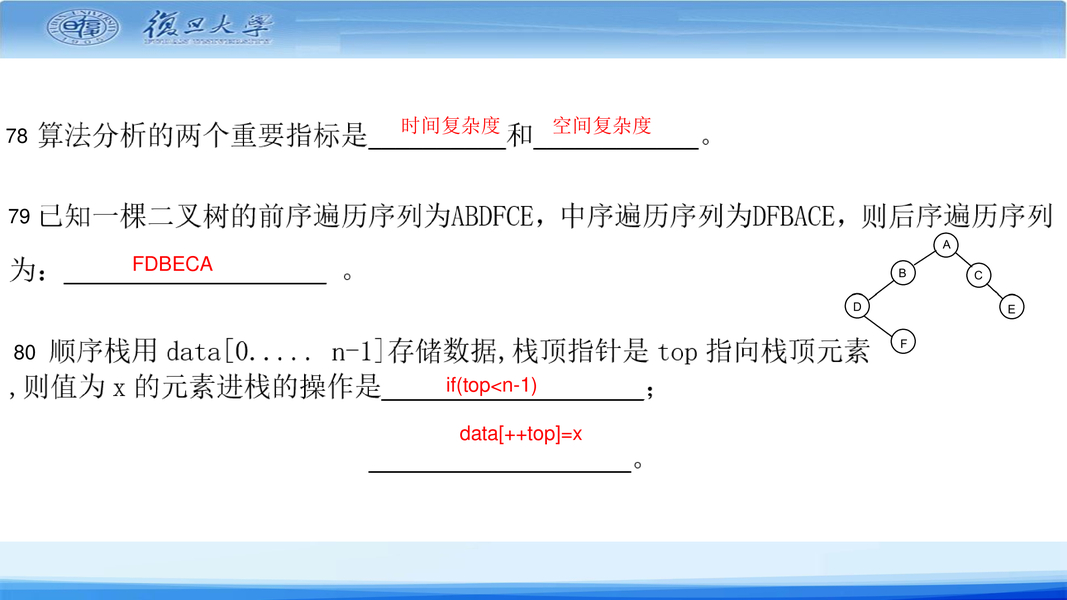 復旦大學
78 算法分析的两个重要指标是 时间复杂度 和 空间复杂度 。
79 已知一棵二叉树的前序遍历序列为ABDFCE，中序遍历序列为DFBACE，则后序遍历序列
为： FDBECA 。
A
B
C
D
E
F
80 顺序栈用 data[0..... n-1]存储数据,栈顶指针是 top 指向栈顶元素
,则值为 x 的元素进栈的操作是 if(top<n-1) ；
data[++top]=x 。